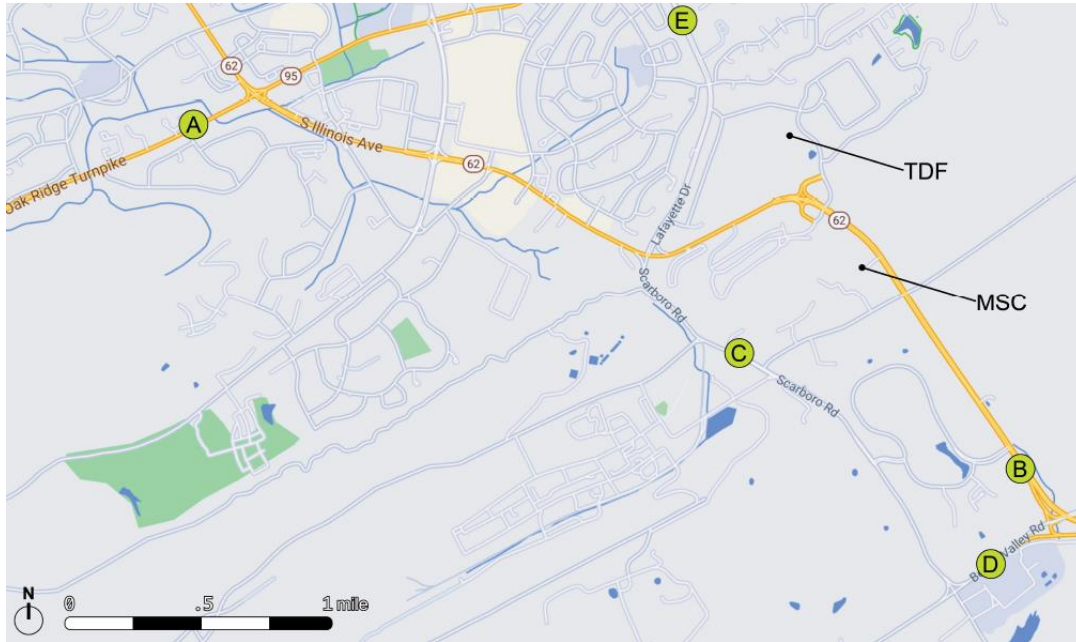 E
62
95
A
S Illinois Ave
62
TDF
Oak Ridge Turnpike
Lafayette Dr
62
MSC
Scarboro Rd
C
Scarboro Rd
B
Valley Rd
D
N
0 .5 1 mile